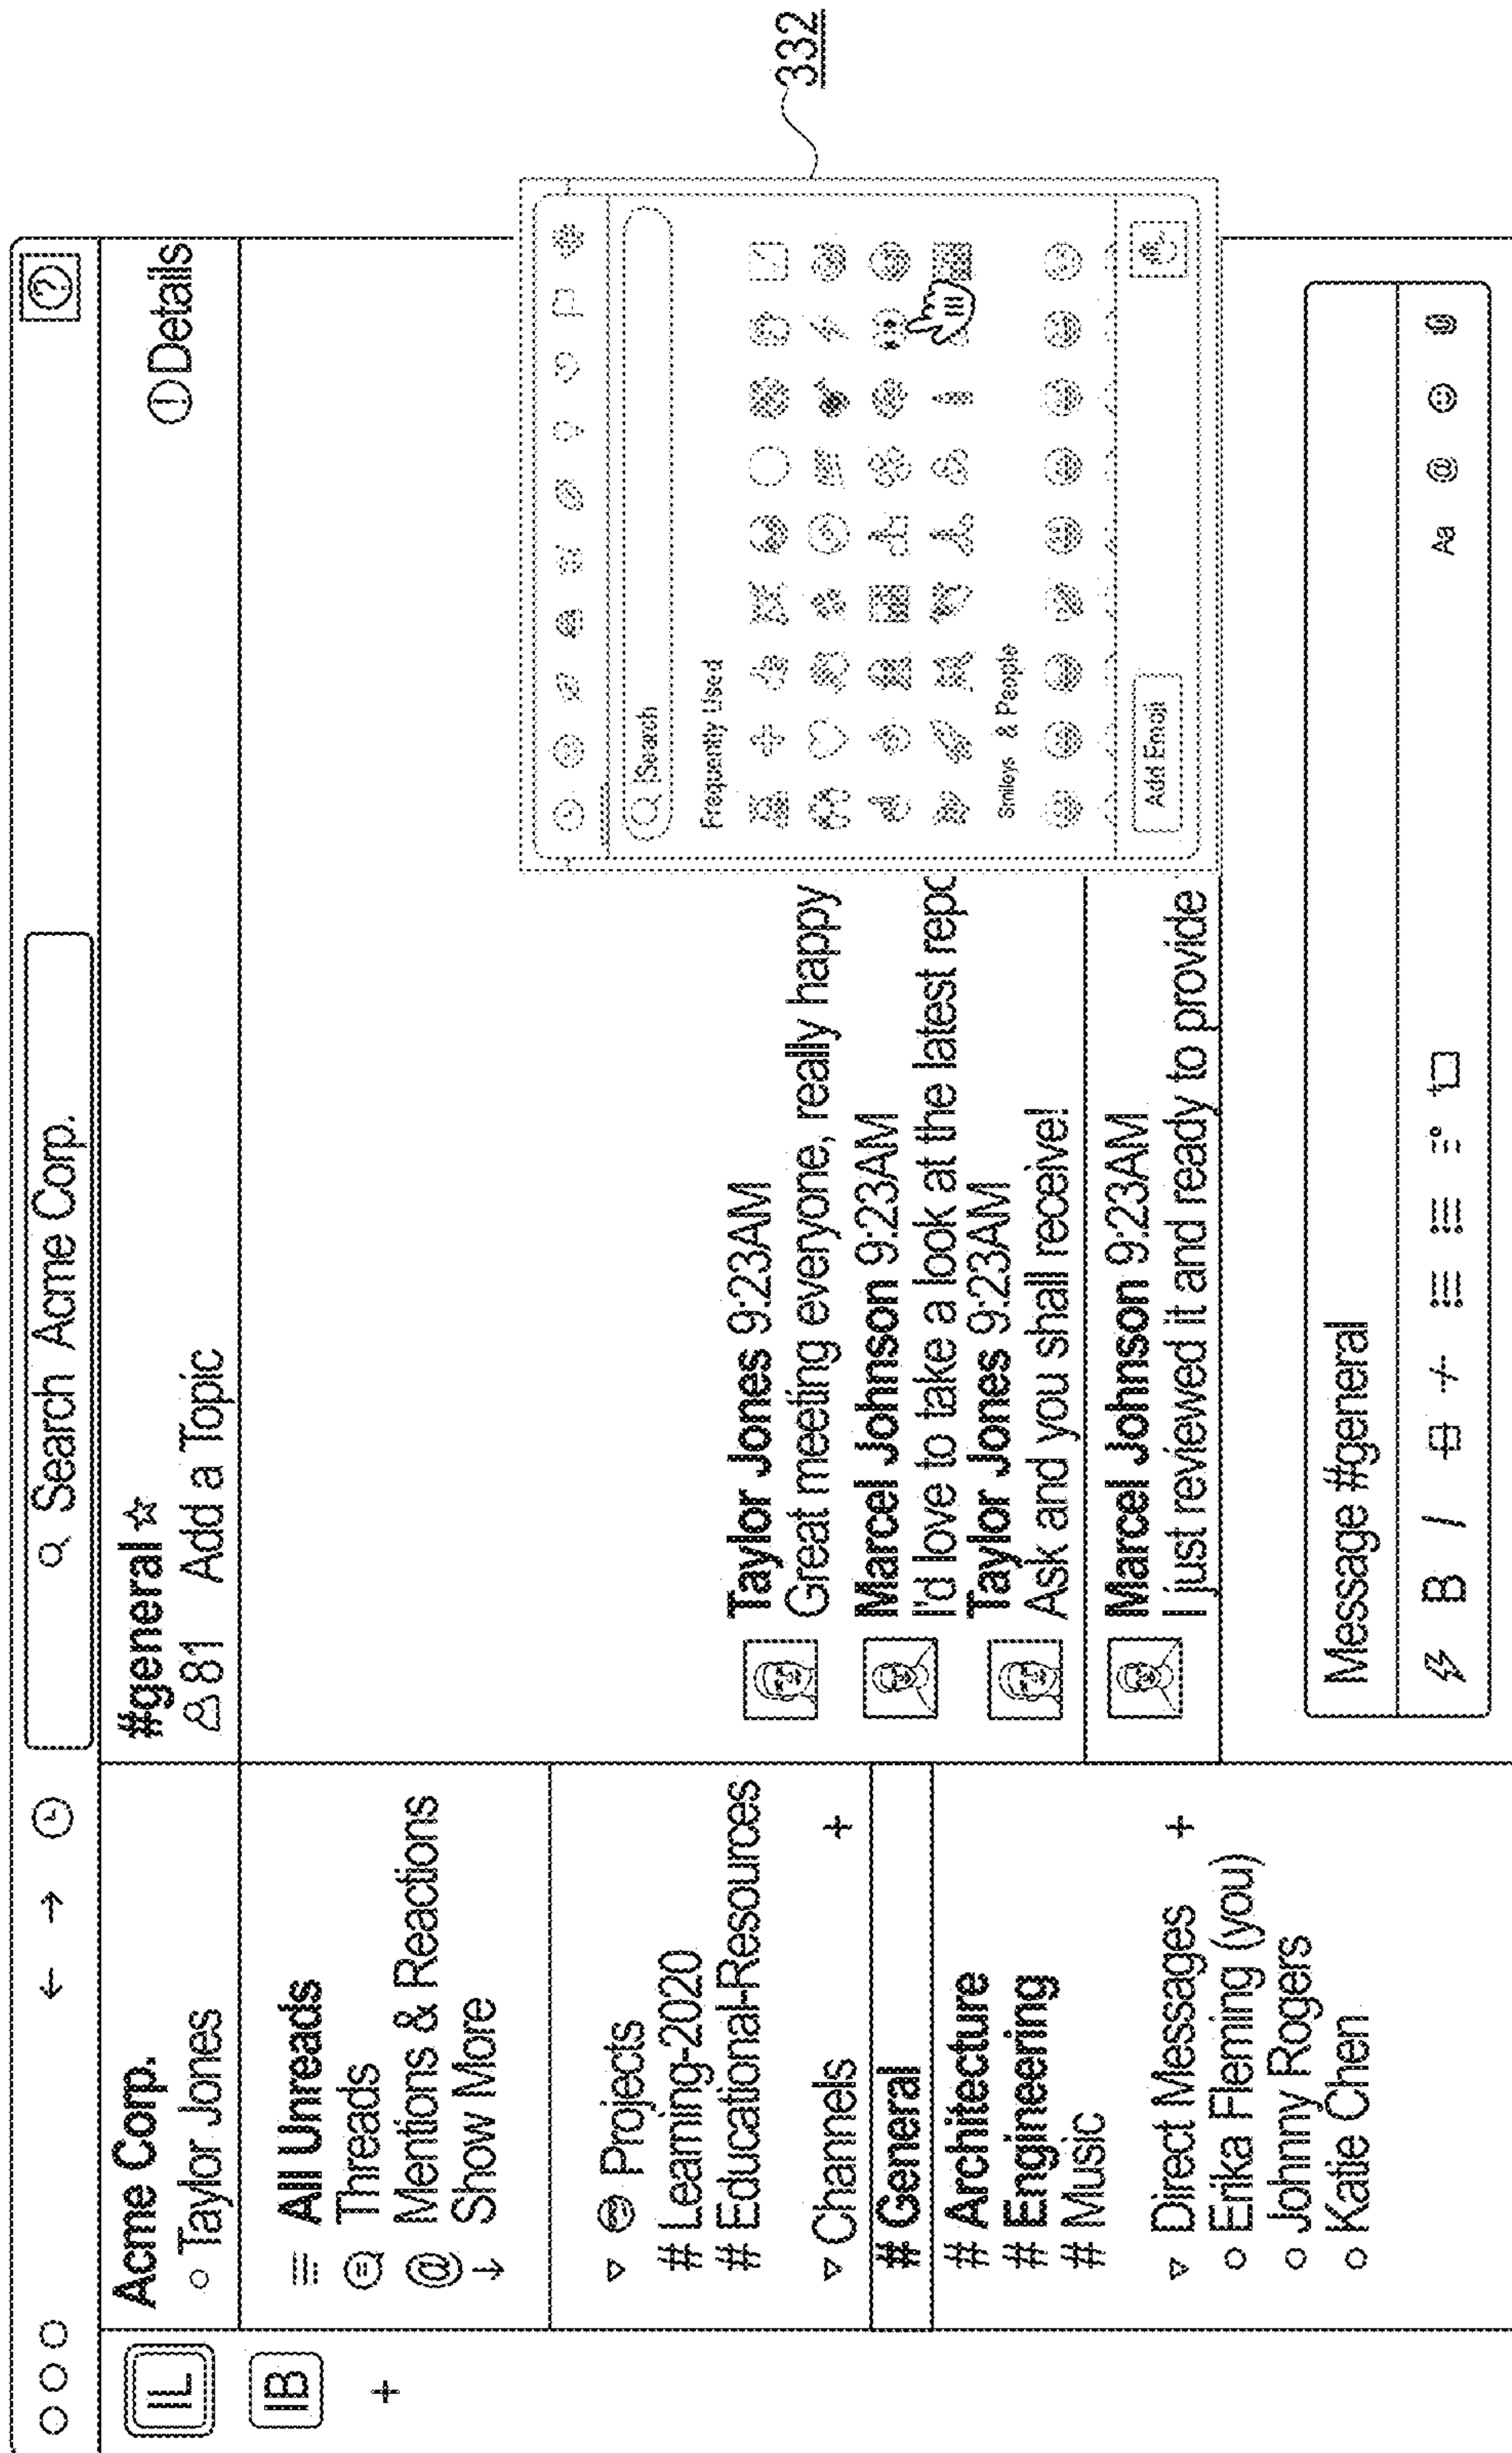 Search Acme Corp.
IL
IB
+
Acme Corp.
Taylor Jones
All Unreads
Threads
@ Mentions & Reactions
Show More
Projects
# Learning-2020
# Educational-Resources
Channels +
# General
# Architecture
# Engineering
# Music
Direct Messages +
Erika Fleming (you)
Johnny Rogers
Katie Chen
#general
81 Add a Topic
Details
Taylor Jones 9:23AM
Great meeting everyone, really happy
Marcel Johnson 9:23AM
I'd love to take a look at the latest repo
Taylor Jones 9:23AM
Ask and you shall receive!
Marcel Johnson 9:23AM
I just reviewed it and ready to provide
Search
Frequently Used
Smileys & People
Add Emoji
332
Message #general
B I
Aa @